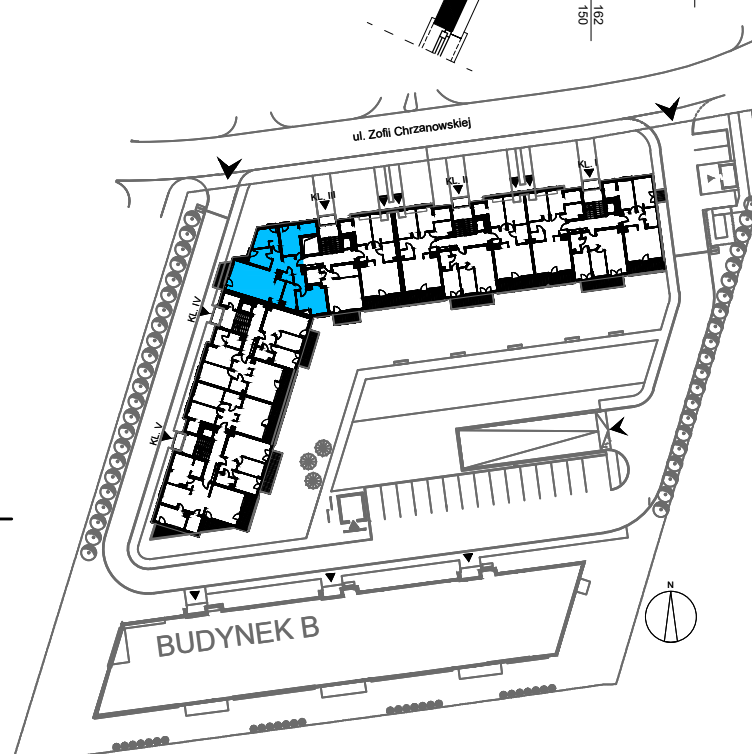 162
150
ul. Zofii Chrzanowskiej
KL. I
KL. II
KL. III
KL. IV
KL. V
N
BUDYNEK B